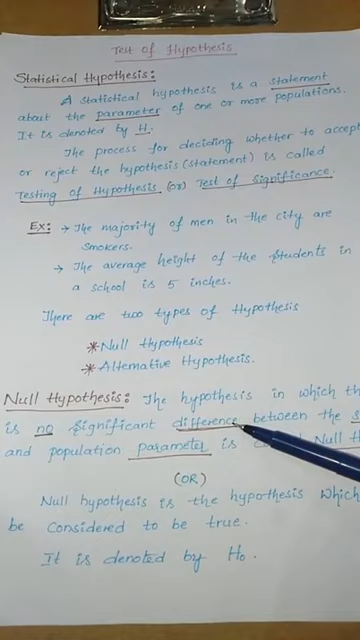 Test of Hypothesis
Statistical Hypothesis:
A statistical hypothesis is a statement
about the parameter of one or more populations.
It is denoted by H.
The process for deciding whether to accept
or reject the hypothesis (statement) is called
Testing of Hypothesis (or) Test of significance.
Ex: → The majority of men in the city are
smokers.
→ The average height of the students in
a school is 5 inches.
There are two types of Hypothesis
* Null Hypothesis
* Alternative Hypothesis.
Null Hypothesis: The hypothesis in which th
is no significant difference between the s
and population parameter is Null
(OR)
Null hypothesis is the hypothesis which
be considered to be true.
It is denoted by H₀.